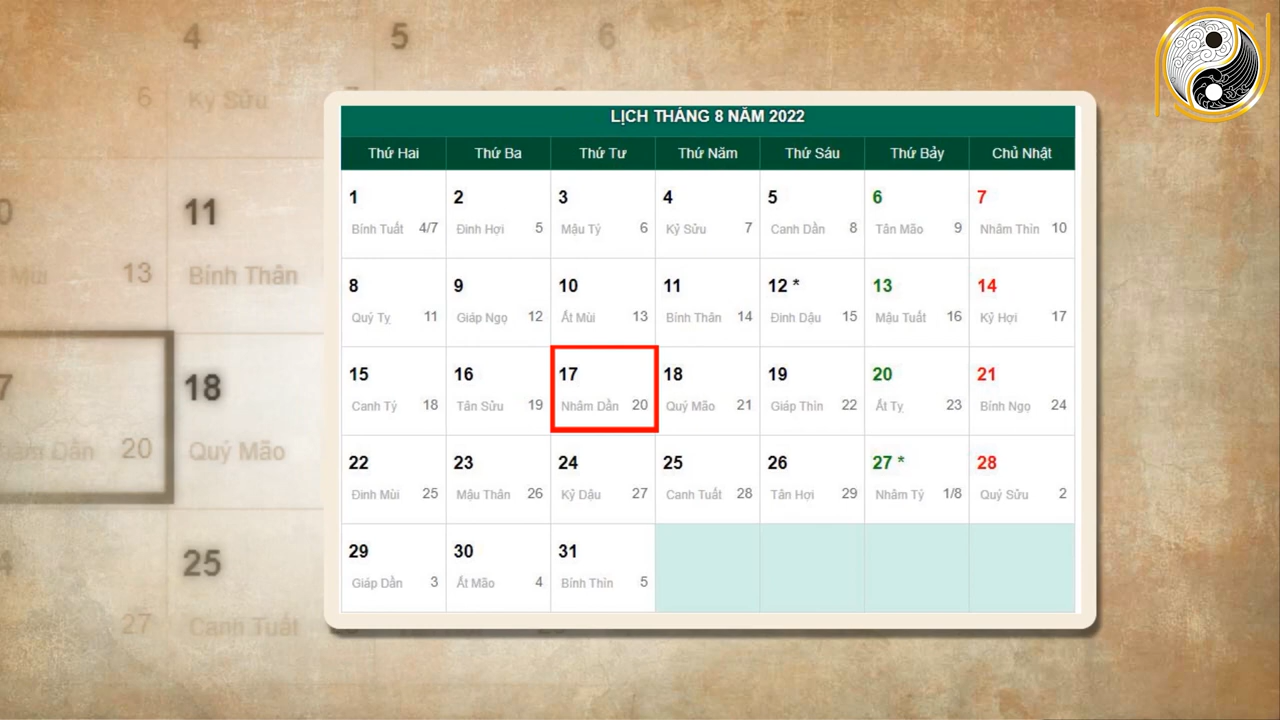 4 5 6
6 Kỷ Sửu
11
13 Bính Thân
18
20 Quý Mão
25
27 Canh Tuất
LỊCH THÁNG 8 NĂM 2022
Thứ Hai Thứ Ba Thứ Tư Thứ Năm Thứ Sáu Thứ Bảy Chủ Nhật
1 2 3 4 5 6 7
Bính Tuất 4/7 Đinh Hợi 5 Mậu Tý 6 Kỷ Sửu 7 Canh Dần 8 Tân Mão 9 Nhâm Thìn 10
8 9 10 11 12 * 13 14
Quý Tỵ 11 Giáp Ngọ 12 Ất Mùi 13 Bính Thân 14 Đinh Dậu 15 Mậu Tuất 16 Kỷ Hợi 17
15 16 17 18 19 20 21
Canh Tý 18 Tân Sửu 19 Nhâm Dần 20 Quý Mão 21 Giáp Thìn 22 Ất Tỵ 23 Bính Ngọ 24
22 23 24 25 26 27 * 28
Đinh Mùi 25 Mậu Thân 26 Kỷ Dậu 27 Canh Tuất 28 Tân Hợi 29 Nhâm Tý 1/8 Quý Sửu 2
29 30 31
Giáp Dần 3 Ất Mão 4 Bính Thìn 5